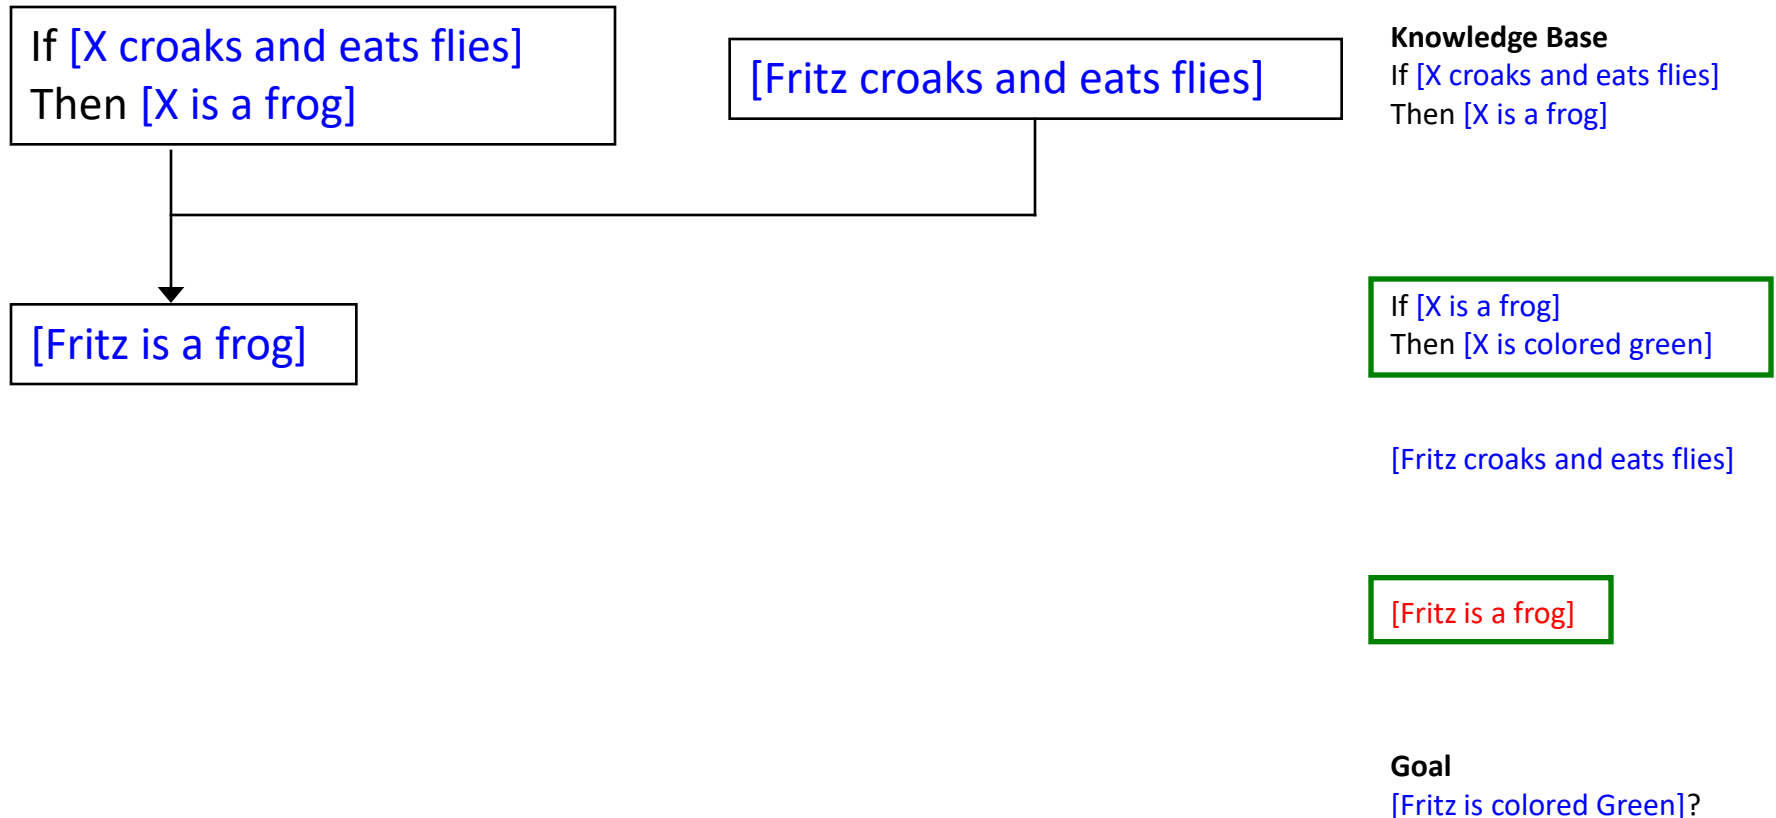 If [X croaks and eats flies]
Then [X is a frog]
[Fritz croaks and eats flies]
[Fritz is a frog]
Knowledge Base
If [X croaks and eats flies]
Then [X is a frog]
If [X is a frog]
Then [X is colored green]
[Fritz croaks and eats flies]
[Fritz is a frog]
Goal
[Fritz is colored Green]?